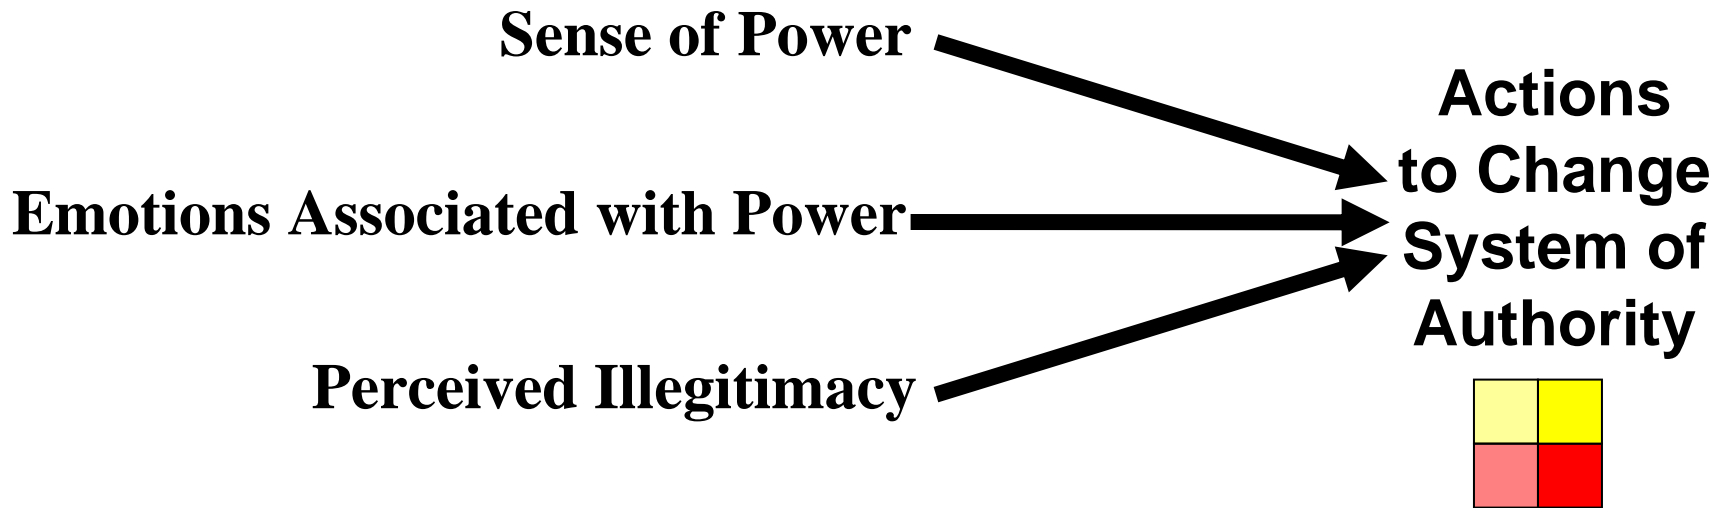 Sense of Power
Emotions Associated with Power
Perceived Illegitimacy
Actions
to Change
System of
Authority